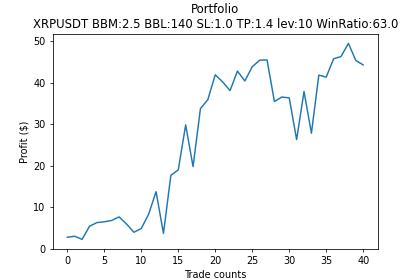 Portfolio
XRPUSDT BBM:2.5 BBL:140 SL:1.0 TP:1.4 lev:10 WinRatio:63.0
50
40
30
20
10
0
Profit ($)
0 5 10 15 20 25 30 35 40
Trade counts